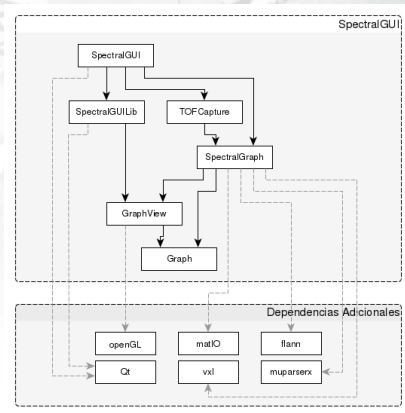 SpectralGUI
SpectralGUI
SpectralGUILib
TOFCapture
SpectralGraph
GraphView
Graph
Dependencias Adicionales
openGL
matIO
flann
Qt
vxl
muparserx